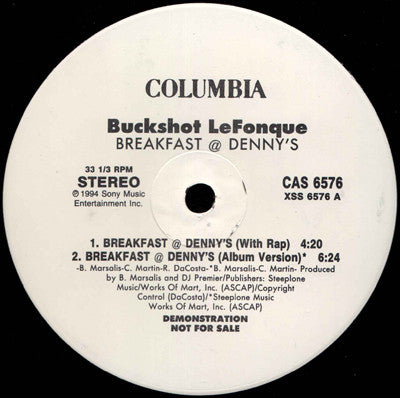 COLUMBIA
Buckshot LeFonque
BREAKFAST @ DENNY'S
33 1/3 RPM
STEREO
℗ 1994 Sony Music
Entertainment Inc.
CAS 6576
XSS 6576 A
1. BREAKFAST @ DENNY'S (With Rap) 4:20
2. BREAKFAST @ DENNY'S (Album Version)* 6:24
-B. Marsalis-C. Martin-R. DaCosta-*B. Marsalis-C. Martin- Produced
by B. Marsalis and DJ Premier/Publishers: Steeplone
Music/Works Of Mart, Inc. (ASCAP)/Copyright
Control (DaCosta)/*Steeplone Music
Works Of Mart, Inc. (ASCAP)
DEMONSTRATION
NOT FOR SALE